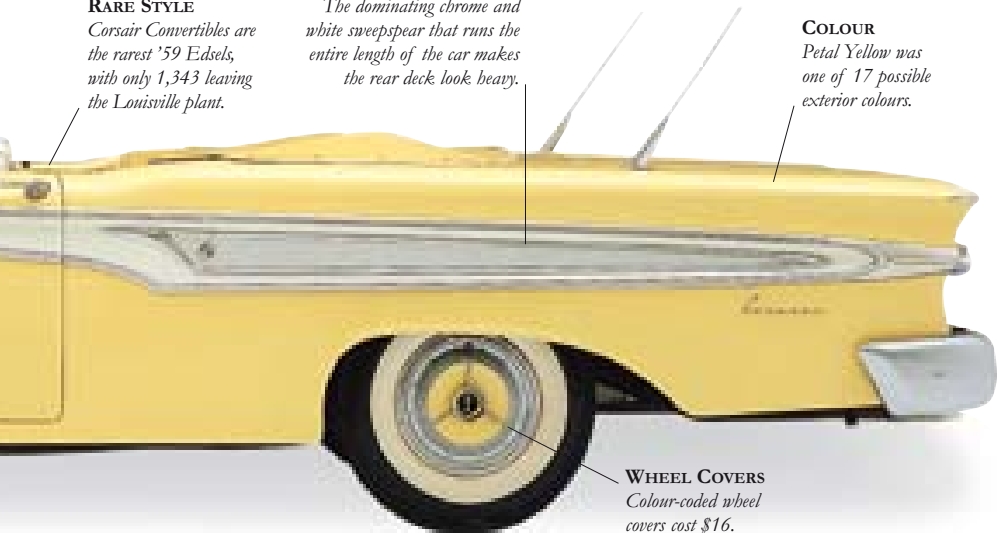 RARE STYLE
Corsair Convertibles are
the rarest ’59 Edsels,
with only 1,343 leaving
the Louisville plant.
The dominating chrome and
white sweepspear that runs the
entire length of the car makes
the rear deck look heavy.
COLOUR
Petal Yellow was
one of 17 possible
exterior colours.
WHEEL COVERS
Colour-coded wheel
covers cost $16.